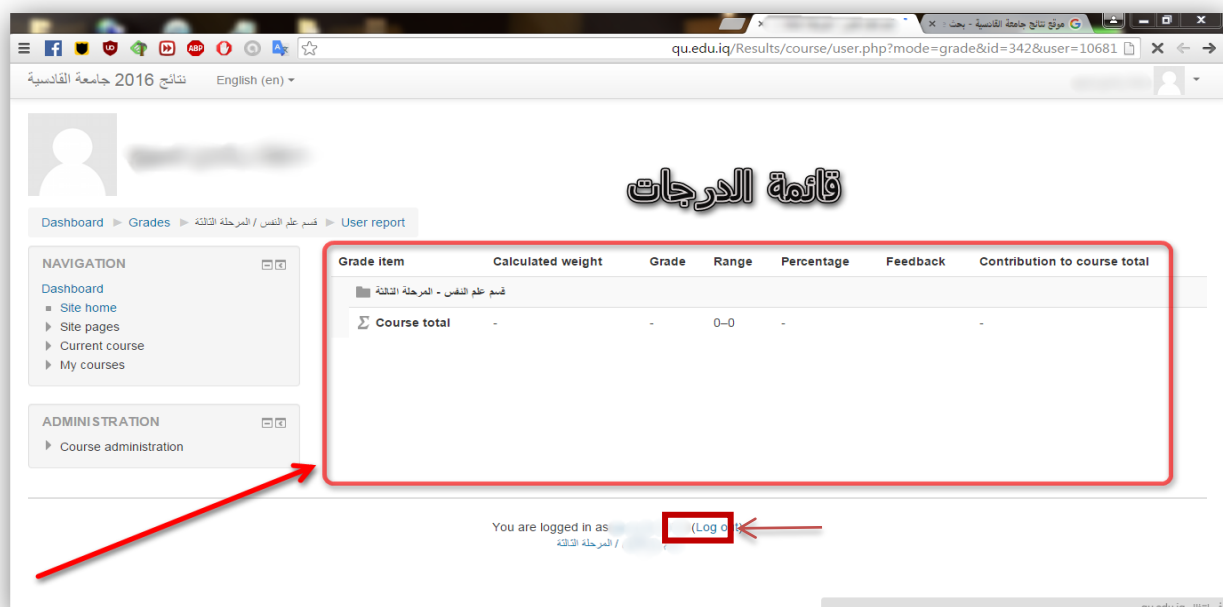 موقع نتائج جامعة القادسية - بحث
qu.edu.iq/Results/course/user.php?mode=grade&id=342&user=10681
نتائج 2016 جامعة القادسية English (en)
قائمة الدرجات
Dashboard Grades قسم علم النفس / المرحلة الثالثة User report
NAVIGATION
Dashboard
Site home
Site pages
Current course
My courses
ADMINISTRATION
Course administration
Grade item Calculated weight Grade Range Percentage Feedback Contribution to course total
قسم علم النفس - المرحلة الثالثة
Course total - - 0–0 - -
You are logged in as (Log out)
/ المرحلة الثالثة